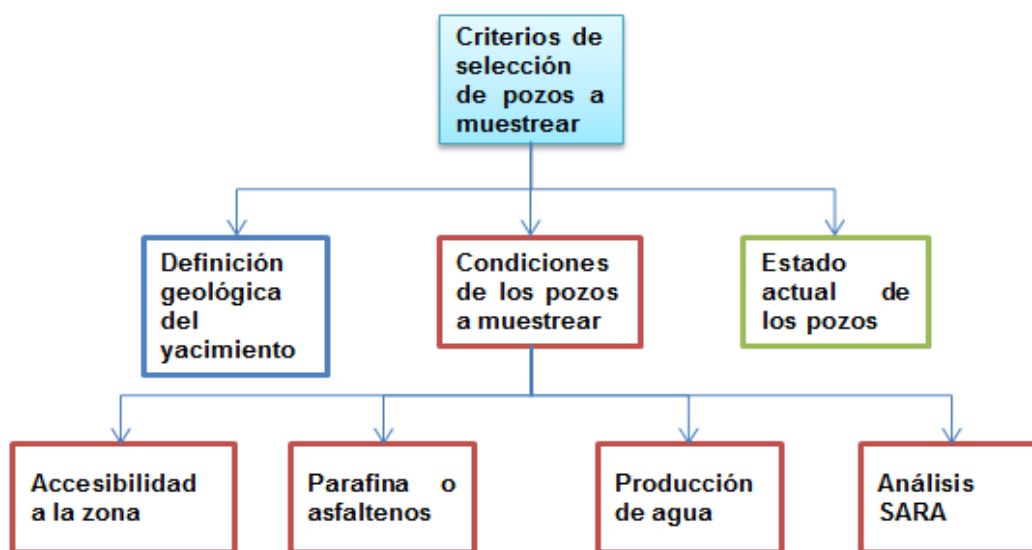 Criterios de
selección
de pozos a
muestrear
Definición
geológica
del
yacimiento
Condiciones
de los pozos
a muestrear
Estado
actual de
los pozos
Accesibilidad
a la zona
Parafina o
asfaltenos
Producción
de agua
Análisis
SARA